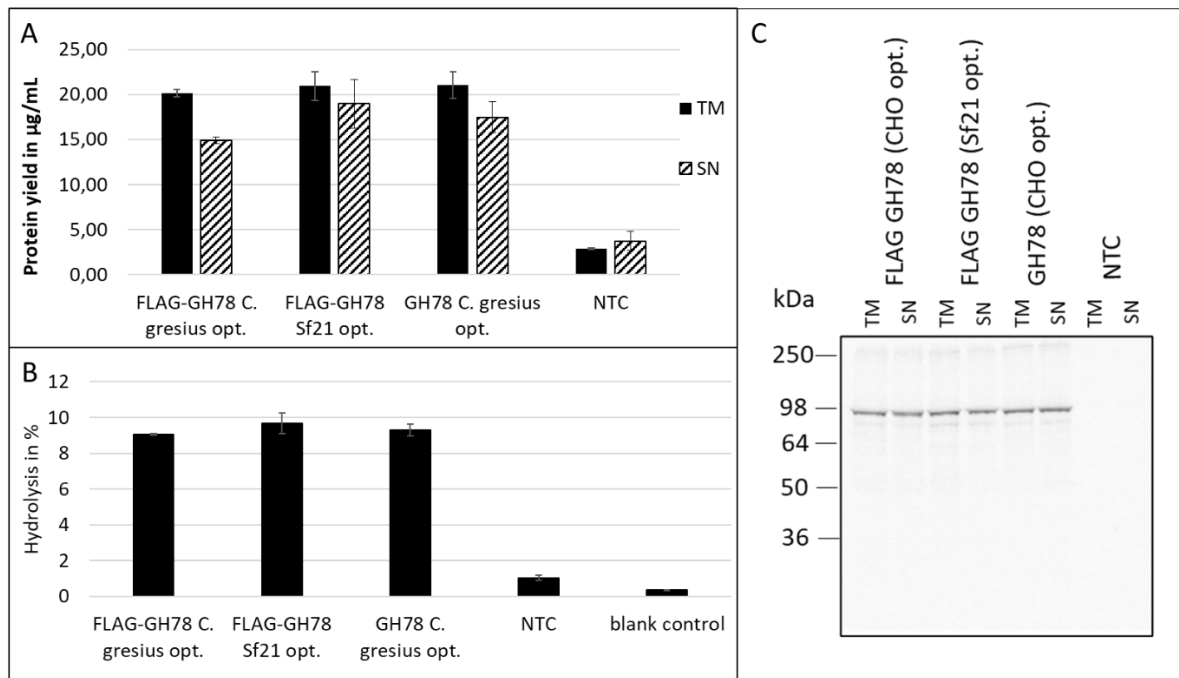 A
25,00
20,00
15,00
10,00
5,00
0,00
Protein yield in µg/mL
TM
SN
FLAG-GH78 C.
gresius opt.
FLAG-GH78
Sf21 opt.
GH78 C. gresius
opt.
NTC
B
12
10
8
6
4
2
0
Hydrolysis in %
FLAG-GH78 C.
gresius opt.
FLAG-GH78
Sf21 opt.
GH78 C.
gresius opt.
NTC
blank control
C
FLAG GH78 (CHO opt.)
FLAG GH78 (Sf21 opt.)
GH78 (CHO opt.)
NTC
kDa
TM SN TM SN TM SN TM SN
250
98
64
50
36